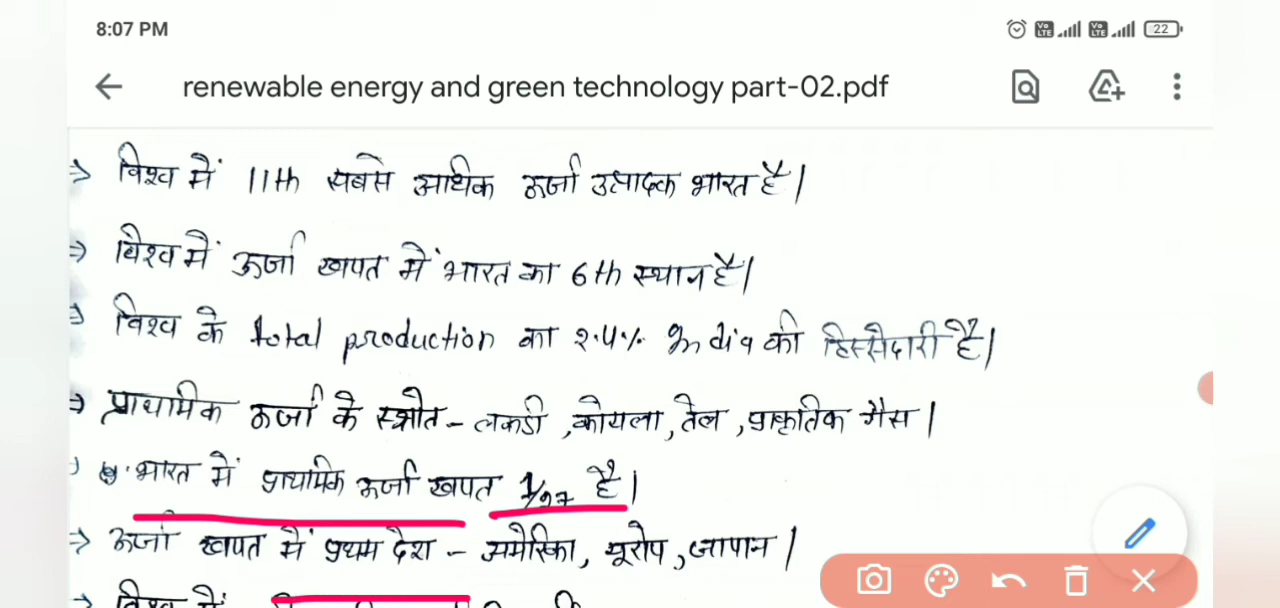 8:07 PM 22
renewable energy and green technology part-02.pdf
⇒ विश्व में 11th सबसे अधिक ऊर्जा उत्पादक भारत है।
⇒ विश्व में ऊर्जा खपत में भारत का 6th स्थान है।
⇒ विश्व के total production का 2.4% India की हिस्सेदारी है।
⇒ प्राथमिक ऊर्जा के स्त्रोत - लकडी, कोयला, तेल, प्राकृतिक गैस।
भारत में प्राथमिक ऊर्जा खपत है।
⇒ ऊर्जा खपत में प्रथम देश - अमेरिका, यूरोप, जापान।
⇒ विश्व में